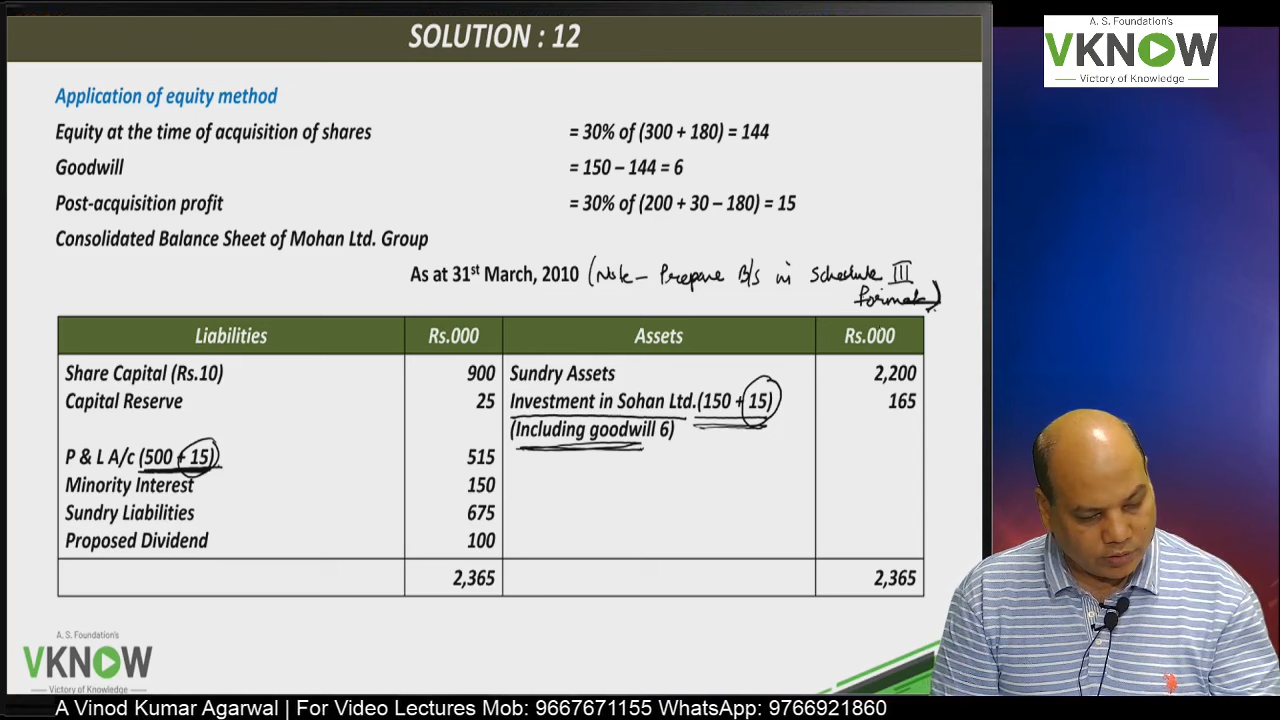 SOLUTION : 12
A. S. Foundation's
VKNOW
Victory of Knowledge
Application of equity method
Equity at the time of acquisition of shares = 30% of (300 + 180) = 144
Goodwill = 150 – 144 = 6
Post-acquisition profit = 30% of (200 + 30 – 180) = 15
Consolidated Balance Sheet of Mohan Ltd. Group
As at 31st March, 2010 (Note – Prepare B/S in Schedule III
format)
Liabilities Rs.000 Assets Rs.000
Share Capital (Rs.10) 900 Sundry Assets 2,200
Capital Reserve 25 Investment in Sohan Ltd.(150 + 15) 165
(Including goodwill 6)
P & L A/c (500 + 15) 515
Minority Interest 150
Sundry Liabilities 675
Proposed Dividend 100
2,365 2,365
A. S. Foundation's
VKNOW
Victory of Knowledge
A Vinod Kumar Agarwal | For Video Lectures Mob: 9667671155 WhatsApp: 9766921860